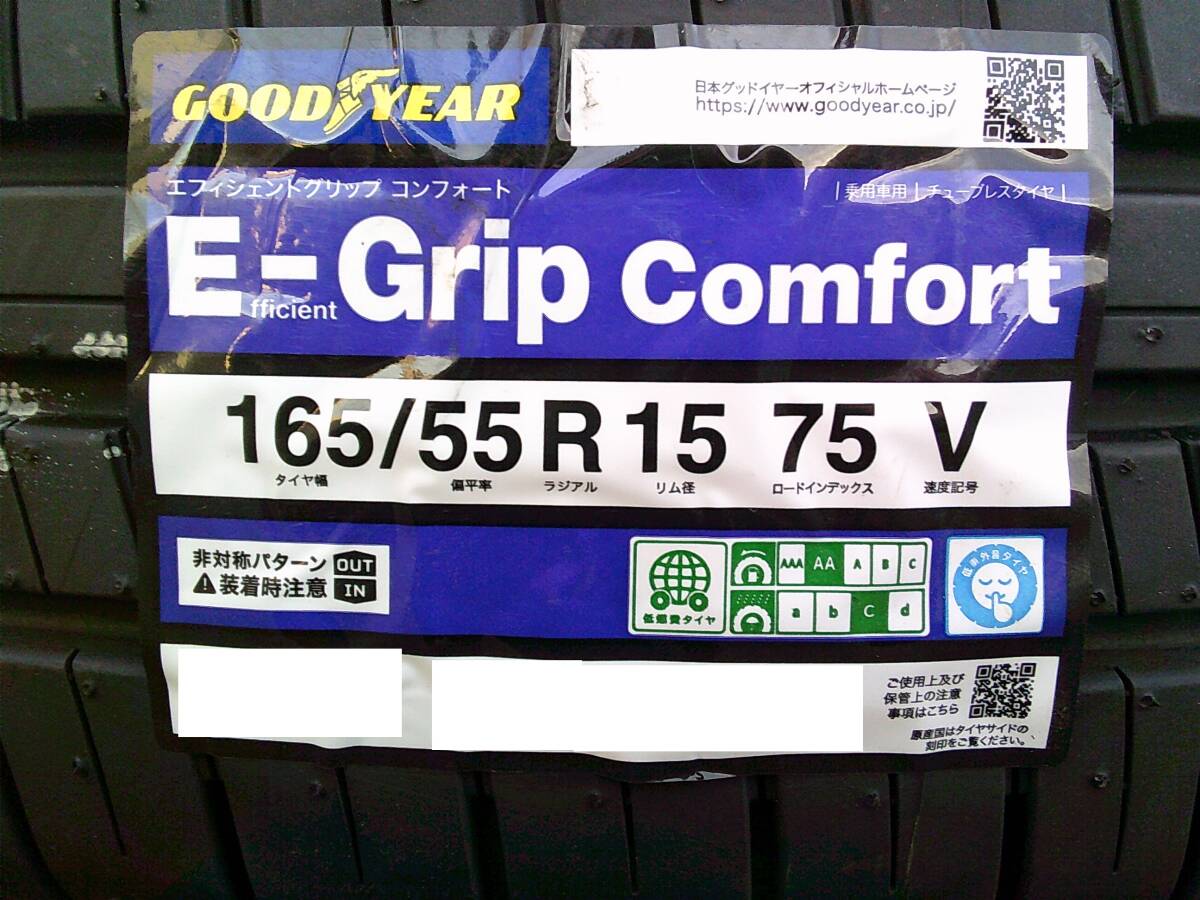 GOODYEAR
日本グッドイヤーオフィシャルホームページ
https://www.goodyear.co.jp/
エフィシェントグリップ コンフォート
|乗用車用|チューブレスタイヤ|
E-Grip Comfort
fficient
165/55 R 15 75 V
タイヤ幅 偏平率 ラジアル リム径 ロードインデックス 速度記号
非対称パターン OUT
⚠装着時注意 IN
低燃費タイヤ
AAA AA A B C
a b c d
低車外音タイヤ
ご使用上及び
保管上の注意
事項はこちら
原産国はタイヤサイドの
刻印をご覧ください。